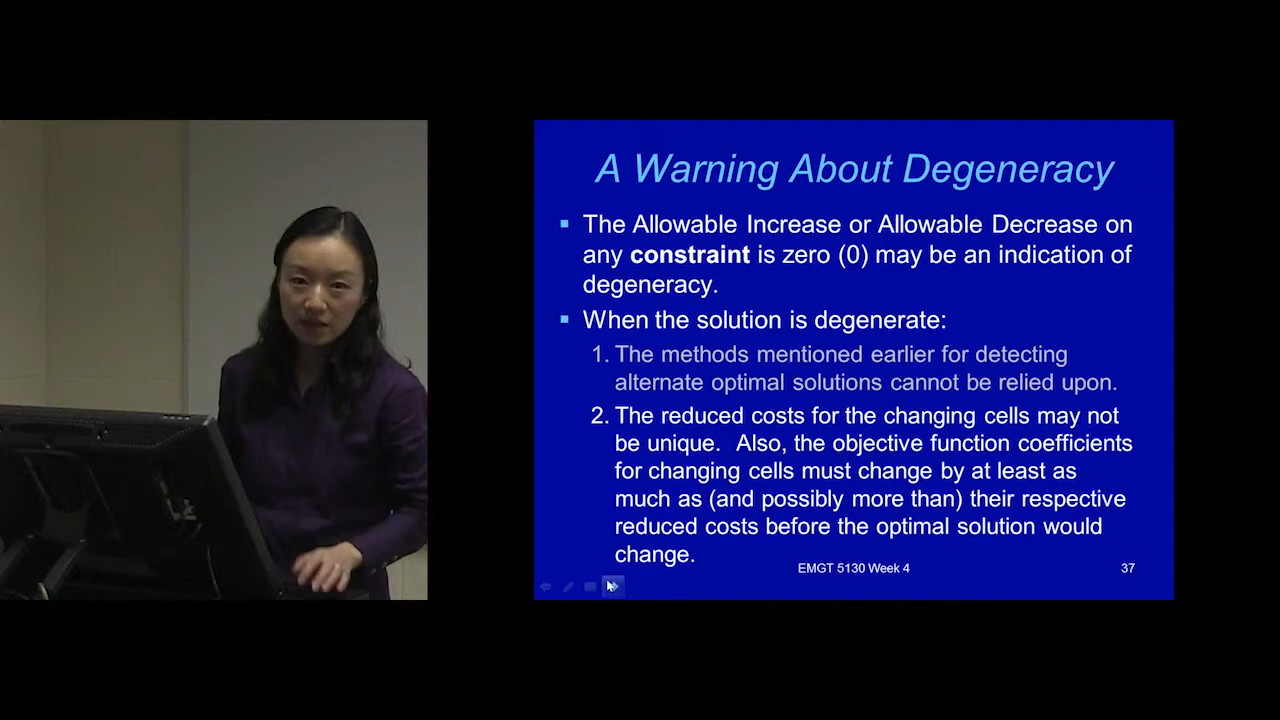 A Warning About Degeneracy
▪ The Allowable Increase or Allowable Decrease on
any constraint is zero (0) may be an indication of
degeneracy.
▪ When the solution is degenerate:
1. The methods mentioned earlier for detecting
alternate optimal solutions cannot be relied upon.
2. The reduced costs for the changing cells may not
be unique. Also, the objective function coefficients
for changing cells must change by at least as
much as (and possibly more than) their respective
reduced costs before the optimal solution would
change.
EMGT 5130 Week 4
37